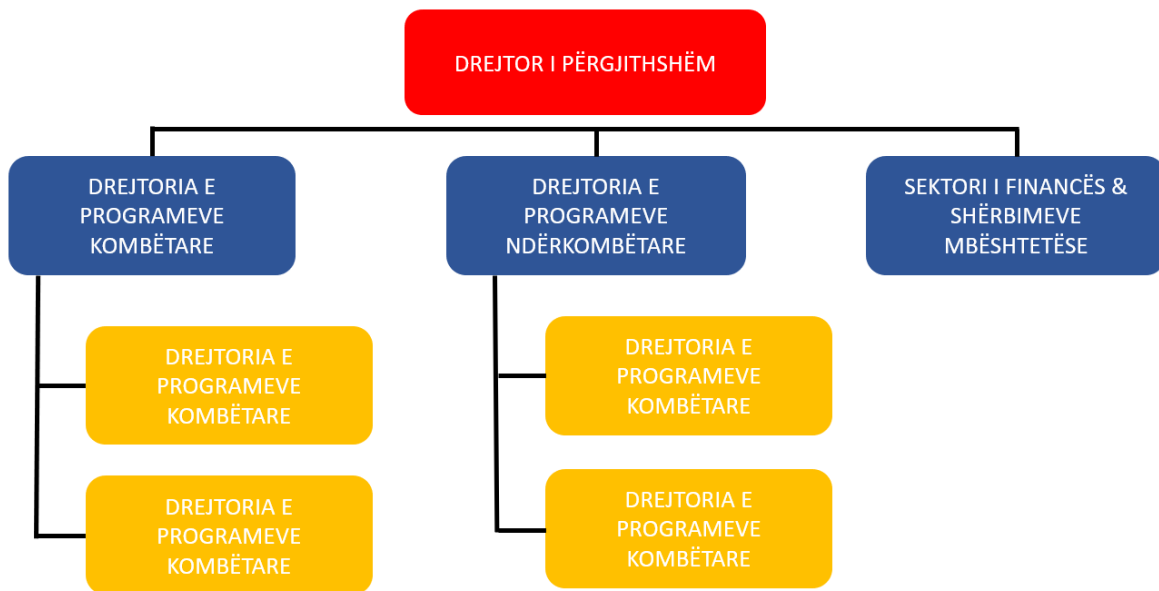 DREJTOR I PËRGJITHSHËM
DREJTORIA E
PROGRAMEVE
KOMBËTARE
DREJTORIA E
PROGRAMEVE
NDËRKOMBËTARE
SEKTORI I FINANCËS &
SHËRBIMEVE
MBËSHTETËSE
DREJTORIA E
PROGRAMEVE
KOMBËTARE
DREJTORIA E
PROGRAMEVE
KOMBËTARE
DREJTORIA E
PROGRAMEVE
KOMBËTARE
DREJTORIA E
PROGRAMEVE
KOMBËTARE